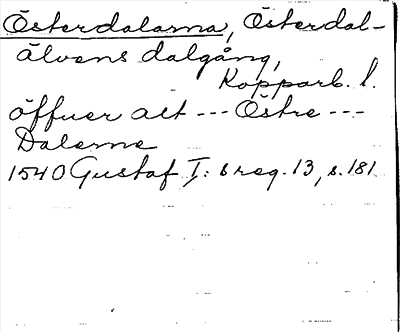 Österdalarna, Österdal-
älvens dalgång,
Kopparb. l.
öffuer alt --- Östre ---
Dalerne
1540 Gustaf I:s reg. 13, s. 181